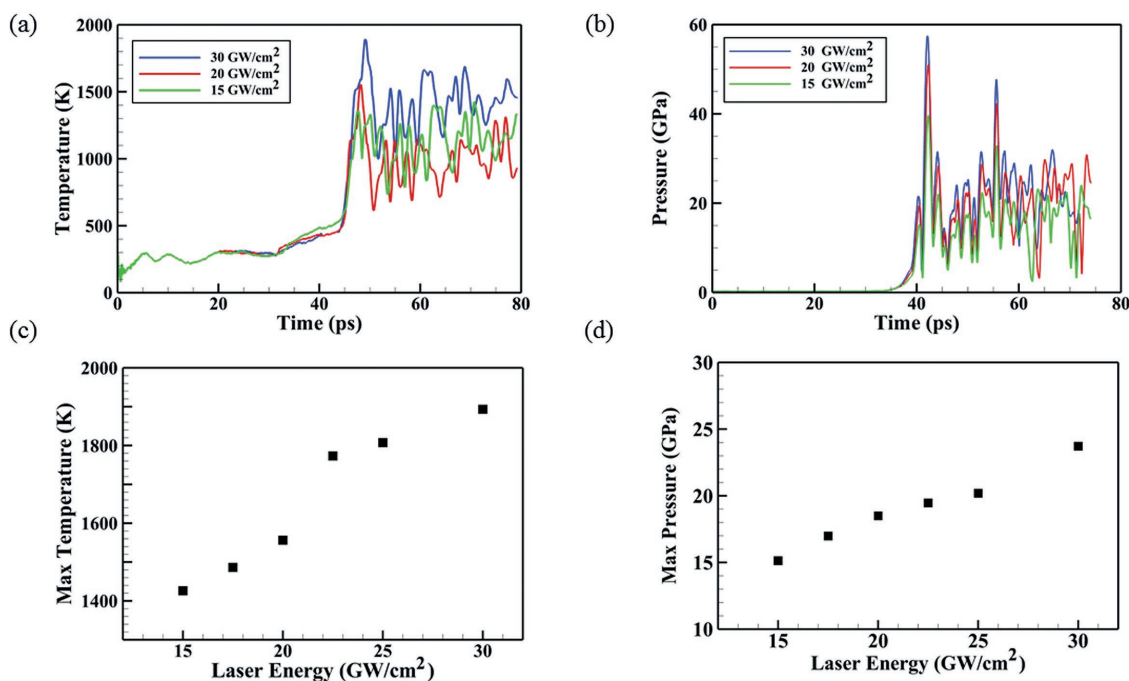 (a)
2000
1500
1000
500
0
Temperature (K)
30 GW/cm²
20 GW/cm²
15 GW/cm²
0 20 40 60 80
Time (ps)
(b)
60
40
20
0
Pressure (GPa)
30 GW/cm²
20 GW/cm²
15 GW/cm²
0 20 40 60 80
Time (ps)
(c)
2000
1800
1600
1400
Max Temperature (K)
15 20 25 30
Laser Energy (GW/cm²)
(d)
30
25
20
15
10
Max Pressure (GPa)
15 20 25 30
Laser Energy (GW/cm²)